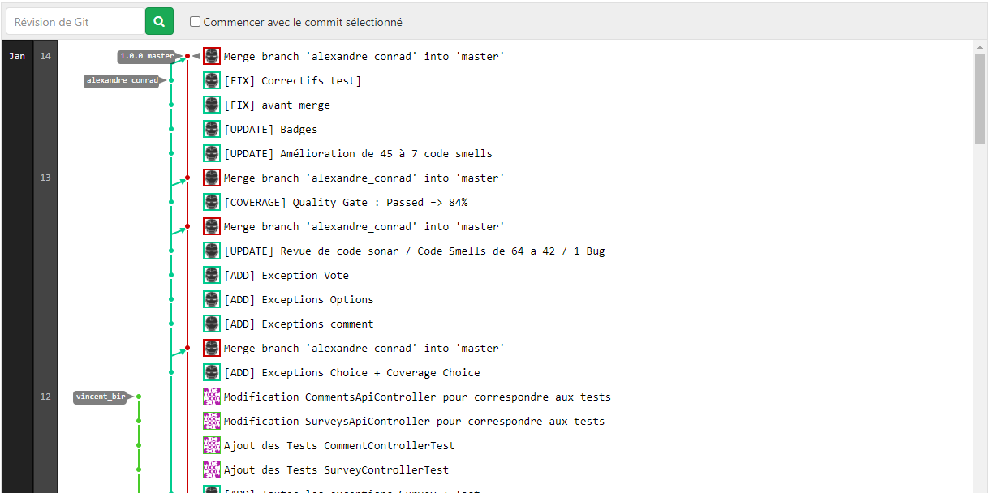 Révision de Git
Commencer avec le commit sélectionné
Jan 14 1.0.0 master Merge branch 'alexandre_conrad' into 'master'
alexandre_conrad [FIX] Correctifs test]
[FIX] avant merge
[UPDATE] Badges
[UPDATE] Amélioration de 45 à 7 code smells
13 Merge branch 'alexandre_conrad' into 'master'
[COVERAGE] Quality Gate : Passed => 84%
Merge branch 'alexandre_conrad' into 'master'
[UPDATE] Revue de code sonar / Code Smells de 64 a 42 / 1 Bug
[ADD] Exception Vote
[ADD] Exceptions Options
[ADD] Exceptions comment
Merge branch 'alexandre_conrad' into 'master'
[ADD] Exceptions Choice + Coverage Choice
12 vincent_bir Modification CommentsApiController pour correspondre aux tests
Modification SurveysApiController pour correspondre aux tests
Ajout des Tests CommentControllerTest
Ajout des Tests SurveyControllerTest
[ADD] Toutes les exceptions Survey + Test